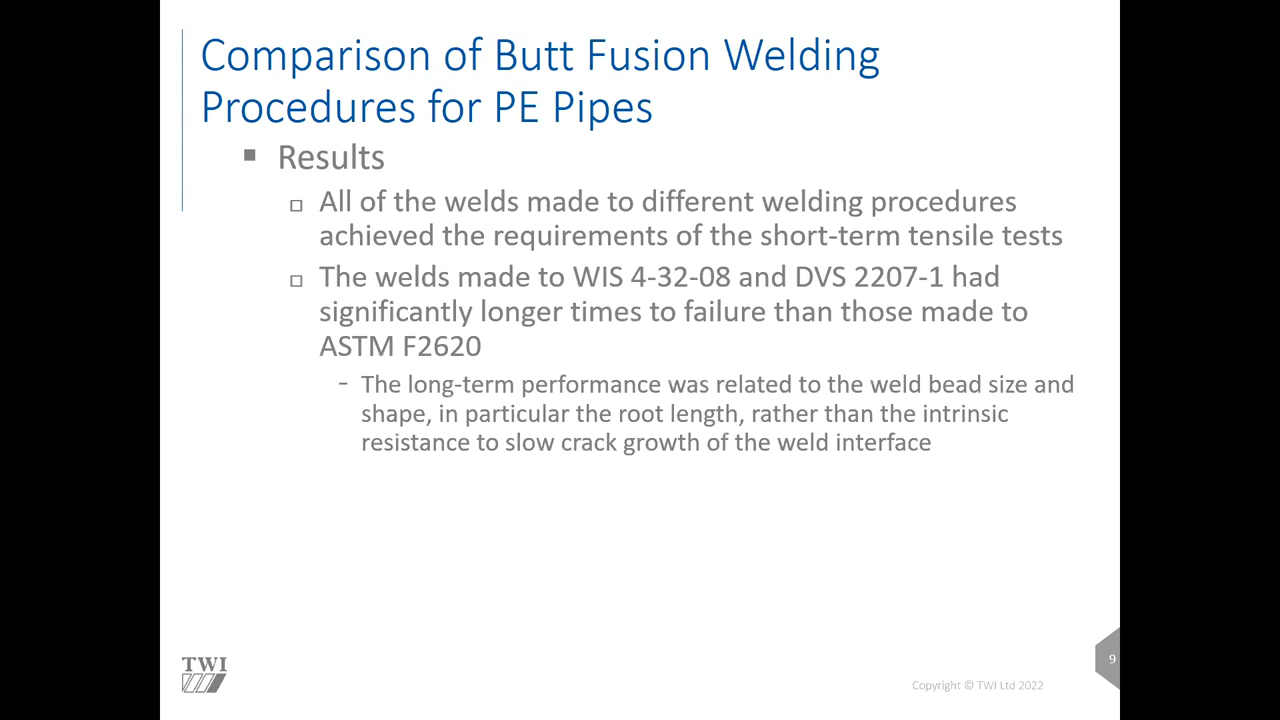 Comparison of Butt Fusion Welding
Procedures for PE Pipes
▪ Results
▫ All of the welds made to different welding procedures
achieved the requirements of the short-term tensile tests
▫ The welds made to WIS 4-32-08 and DVS 2207-1 had
significantly longer times to failure than those made to
ASTM F2620
- The long-term performance was related to the weld bead size and
shape, in particular the root length, rather than the intrinsic
resistance to slow crack growth of the weld interface
TWI
Copyright © TWI Ltd 2022
9